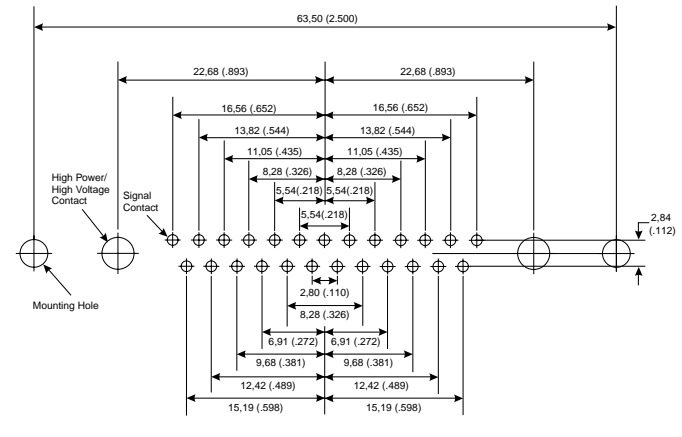 63,50 (2.500)
22,68 (.893) 22,68 (.893)
16,56 (.652) 16,56 (.652)
13,82 (.544) 13,82 (.544)
11,05 (.435) 11,05 (.435)
8,28 (.326) 8,28 (.326)
High Power/
High Voltage
Contact
Signal
Contact
5,54(.218) 5,54(.218)
5,54(.218)
2,84
(.112)
Mounting Hole
2,80 (.110)
8,28 (.326)
6,91 (.272) 6,91 (.272)
9,68 (.381) 9,68 (.381)
12,42 (.489) 12,42 (.489)
15,19 (.598) 15,19 (.598)